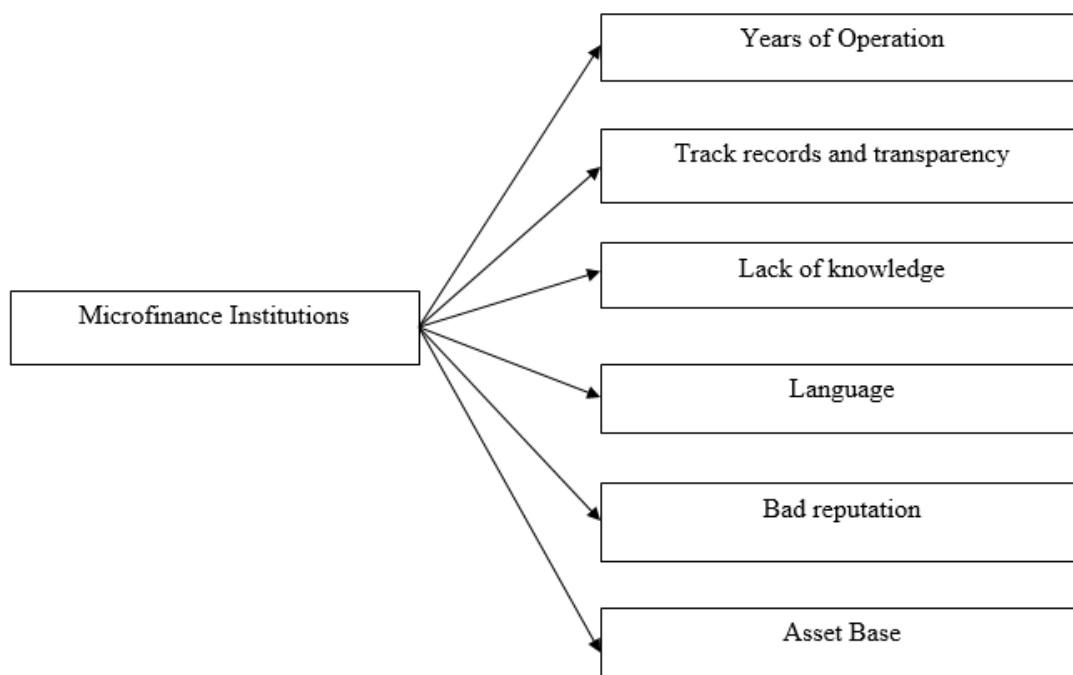 Years of Operation
Track records and transparency
Lack of knowledge
Microfinance Institutions
Language
Bad reputation
Asset Base